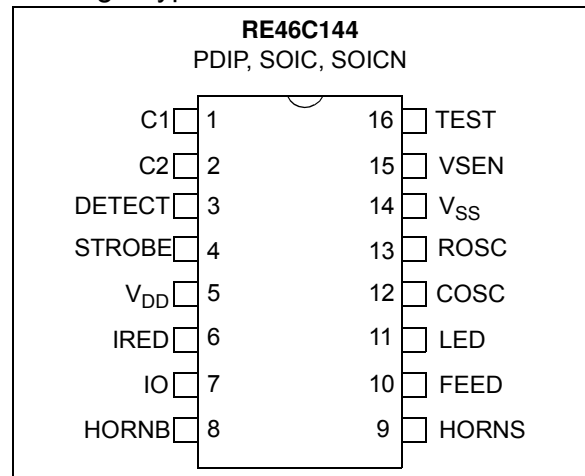 RE46C144
PDIP, SOIC, SOICN
C1 1 16 TEST
C2 2 15 VSEN
DETECT 3 14 VSS
STROBE 4 13 ROSC
VDD 5 12 COSC
IRED 6 11 LED
IO 7 10 FEED
HORNB 8 9 HORNS